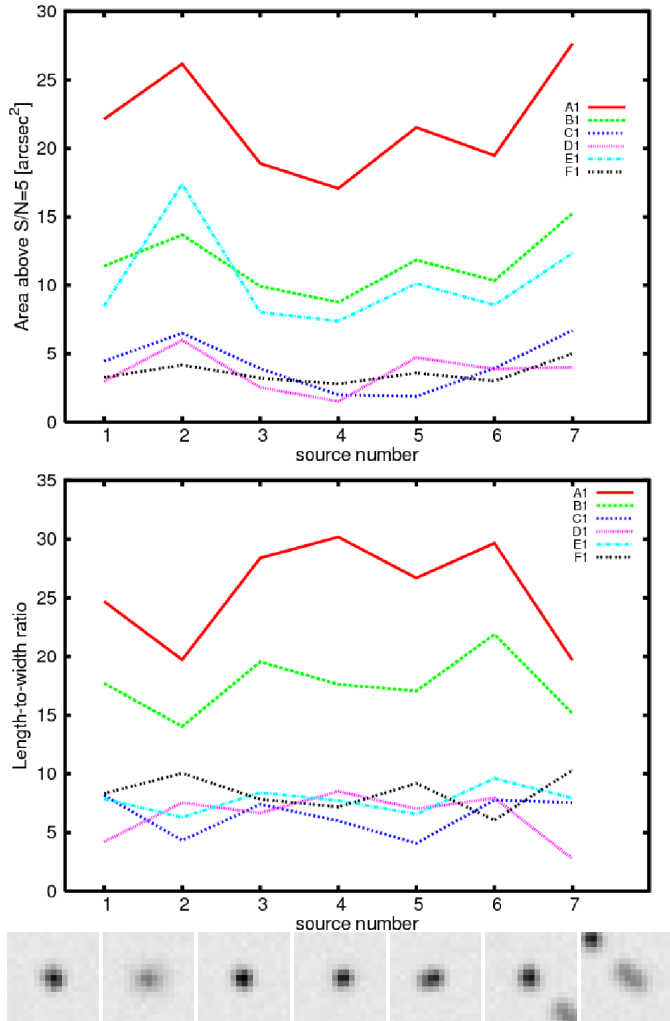 30
25
20
15
10
5
0
Area above S/N=5 [arcsec²]
A1
B1
C1
D1
E1
F1
1 2 3 4 5 6 7
source number
35
30
25
20
15
10
5
0
Length-to-width ratio
A1
B1
C1
D1
E1
F1
1 2 3 4 5 6 7
source number